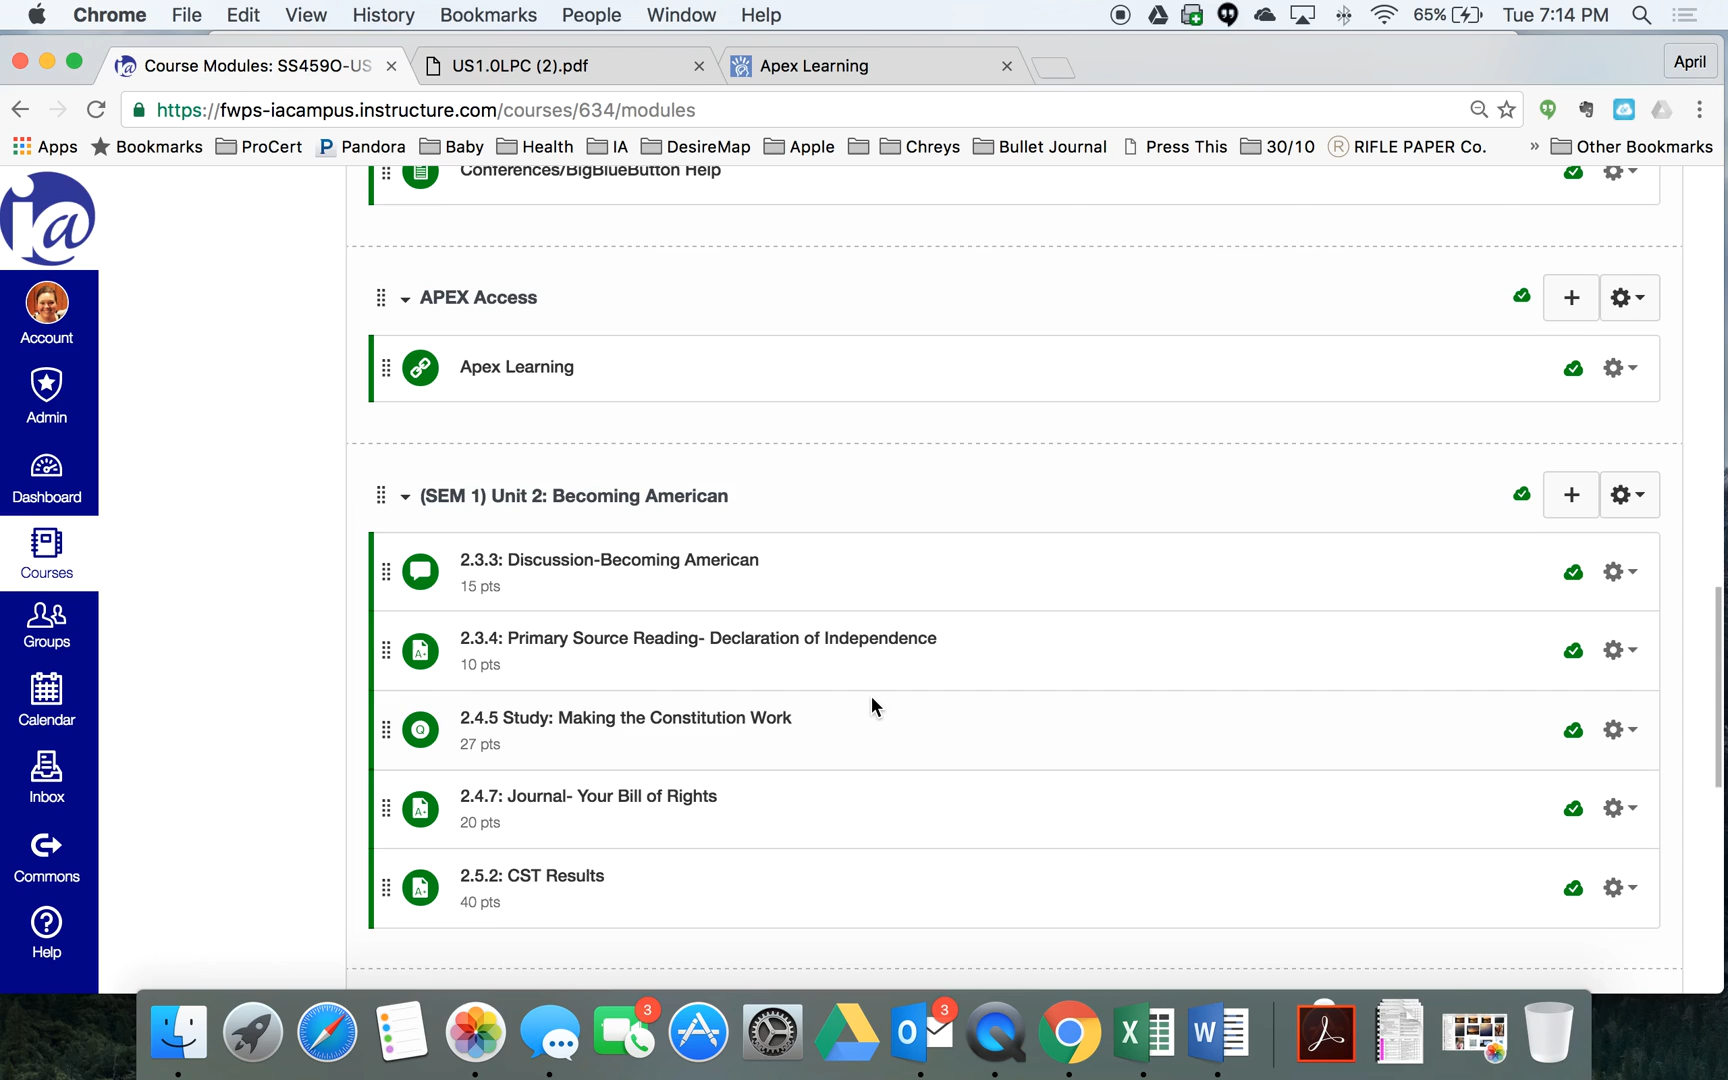 Chrome File Edit View History Bookmarks People Window Help 65% Tue 7:14 PM
Course Modules: SS459O-US US1.0LPC (2).pdf Apex Learning April
https://fwps-iacampus.instructure.com/courses/634/modules
Apps Bookmarks ProCert Pandora Baby Health IA DesireMap Apple Chreys Bullet Journal Press This 30/10 RIFLE PAPER Co. » Other Bookmarks
Conferences/BigBlueButton Help
ia
APEX Access
Account
Apex Learning
Admin
Dashboard
(SEM 1) Unit 2: Becoming American
Courses
2.3.3: Discussion-Becoming American
15 pts
Groups
2.3.4: Primary Source Reading- Declaration of Independence
10 pts
Calendar
2.4.5 Study: Making the Constitution Work
27 pts
Inbox
2.4.7: Journal- Your Bill of Rights
20 pts
Commons
2.5.2: CST Results
40 pts
Help
3 3